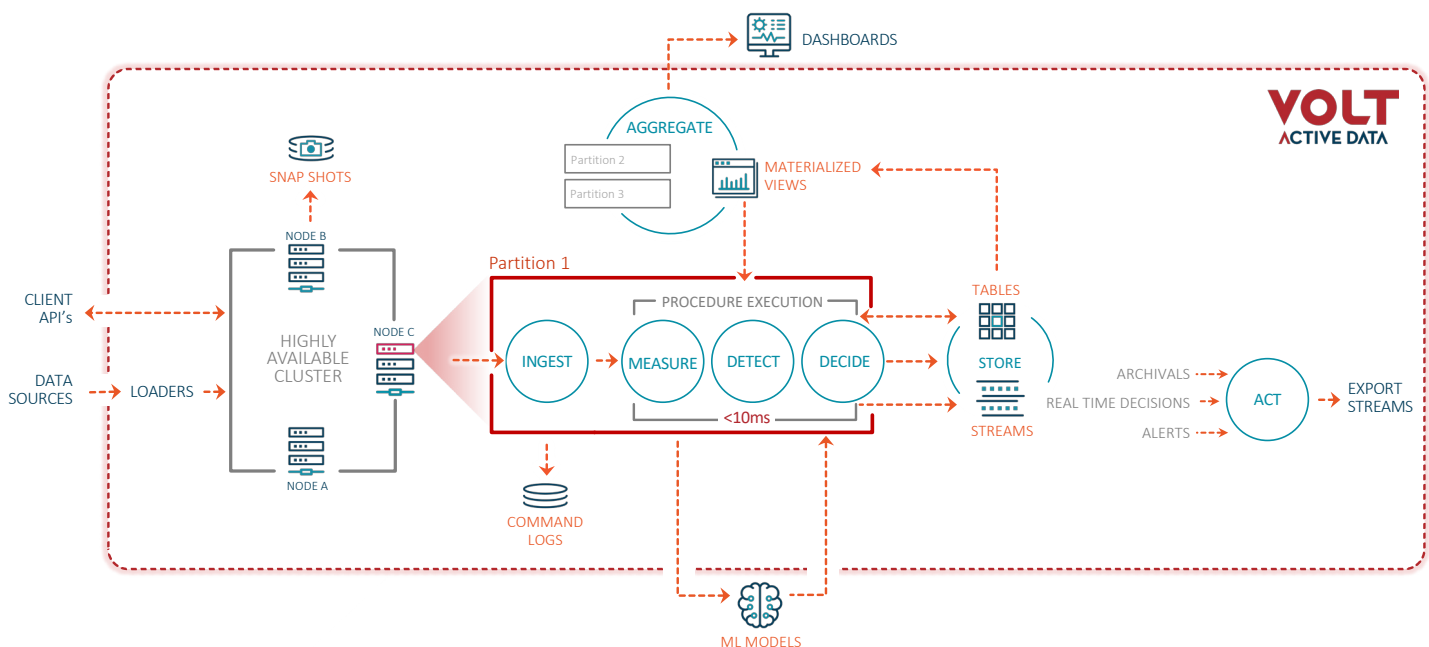 DASHBOARDS
VOLT
ACTIVE DATA
AGGREGATE
Partition 2
Partition 3
MATERIALIZED
VIEWS
SNAP SHOTS
NODE B
Partition 1
CLIENT
API's
PROCEDURE EXECUTION
TABLES
NODE C
HIGHLY
AVAILABLE
CLUSTER
INGEST
MEASURE
DETECT
DECIDE
STORE
DATA
SOURCES
LOADERS
<10ms
STREAMS
ARCHIVALS
REAL TIME DECISIONS
ALERTS
ACT
EXPORT
STREAMS
NODE A
COMMAND
LOGS
ML MODELS